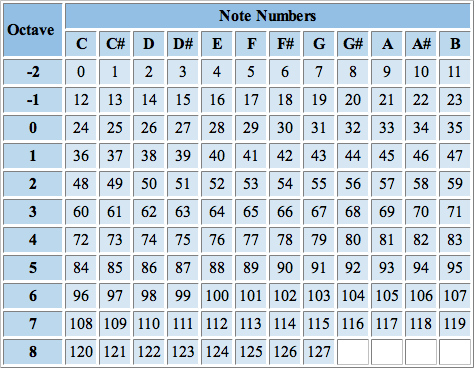 Octave Note Numbers
C C# D D# E F F# G G# A A# B
-2 0 1 2 3 4 5 6 7 8 9 10 11
-1 12 13 14 15 16 17 18 19 20 21 22 23
0 24 25 26 27 28 29 30 31 32 33 34 35
1 36 37 38 39 40 41 42 43 44 45 46 47
2 48 49 50 51 52 53 54 55 56 57 58 59
3 60 61 62 63 64 65 66 67 68 69 70 71
4 72 73 74 75 76 77 78 79 80 81 82 83
5 84 85 86 87 88 89 90 91 92 93 94 95
6 96 97 98 99 100 101 102 103 104 105 106 107
7 108 109 110 111 112 113 114 115 116 117 118 119
8 120 121 122 123 124 125 126 127